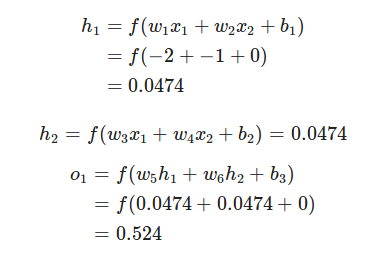 h₁ = f(w₁x₁ + w₂x₂ + b₁)
= f(−2 + −1 + 0)
= 0.0474
h₂ = f(w₃x₁ + w₄x₂ + b₂) = 0.0474
o₁ = f(w₅h₁ + w₆h₂ + b₃)
= f(0.0474 + 0.0474 + 0)
= 0.524